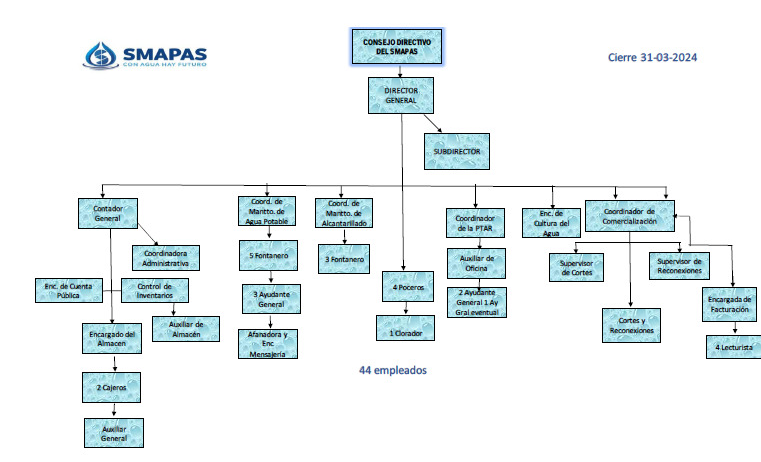 SMAPAS
CON AGUA HAY FUTURO
CONSEJO DIRECTIVO
DEL SMAPAS
Cierre 31-03-2024
DIRECTOR
GENERAL
SUBDIRECTOR
Contador
General
Coord. de
Mantto. de
Agua Potable
Coord. de
Mantto. de
Alcantarillado
Coordinador
de la PTAR
Enc. de
Cultura del
Agua
Coordinador de
Comercialización
Coordinadora
Administrativa
5 Fontanero
3 Fontanero
Auxiliar de
Oficina
Supervisor
de Cortes
Supervisor de
Reconexiones
Enc. de Cuenta
Pública
Control de
Inventarios
3 Ayudante
General
4 Poceros
2 Ayudante
General 1 Ay
Gral eventual
Encargada de
Facturación
Encargado del
Almacen
Auxiliar de
Almacén
Afanadora y
Enc
Mensajería
1 Clorador
Cortes y
Reconexiones
4 Lecturista
44 empleados
2 Cajeros
Auxiliar
General